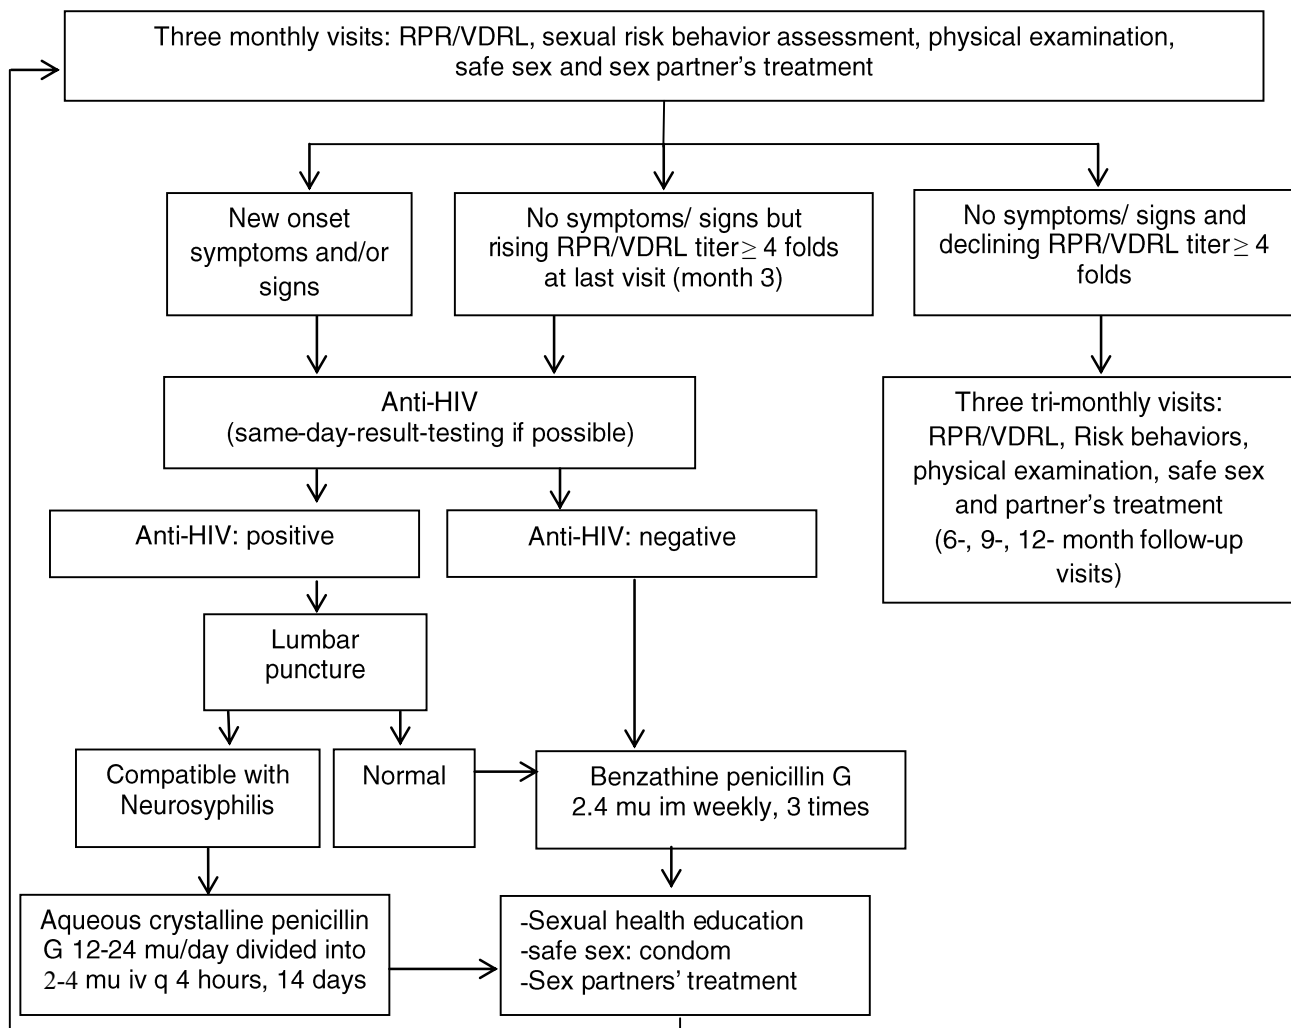 Three monthly visits: RPR/VDRL, sexual risk behavior assessment, physical examination,
safe sex and sex partner's treatment
New onset
symptoms and/or
signs
No symptoms/ signs but
rising RPR/VDRL titer≥ 4 folds
at last visit (month 3)
No symptoms/ signs and
declining RPR/VDRL titer≥ 4
folds
Anti-HIV
(same-day-result-testing if possible)
Three tri-monthly visits:
RPR/VDRL, Risk behaviors,
physical examination, safe sex
and partner's treatment
(6-, 9-, 12- month follow-up
visits)
Anti-HIV: positive
Anti-HIV: negative
Lumbar
puncture
Compatible with
Neurosyphilis
Normal
Benzathine penicillin G
2.4 mu im weekly, 3 times
Aqueous crystalline penicillin
G 12-24 mu/day divided into
2-4 mu iv q 4 hours, 14 days
-Sexual health education
-safe sex: condom
-Sex partners' treatment